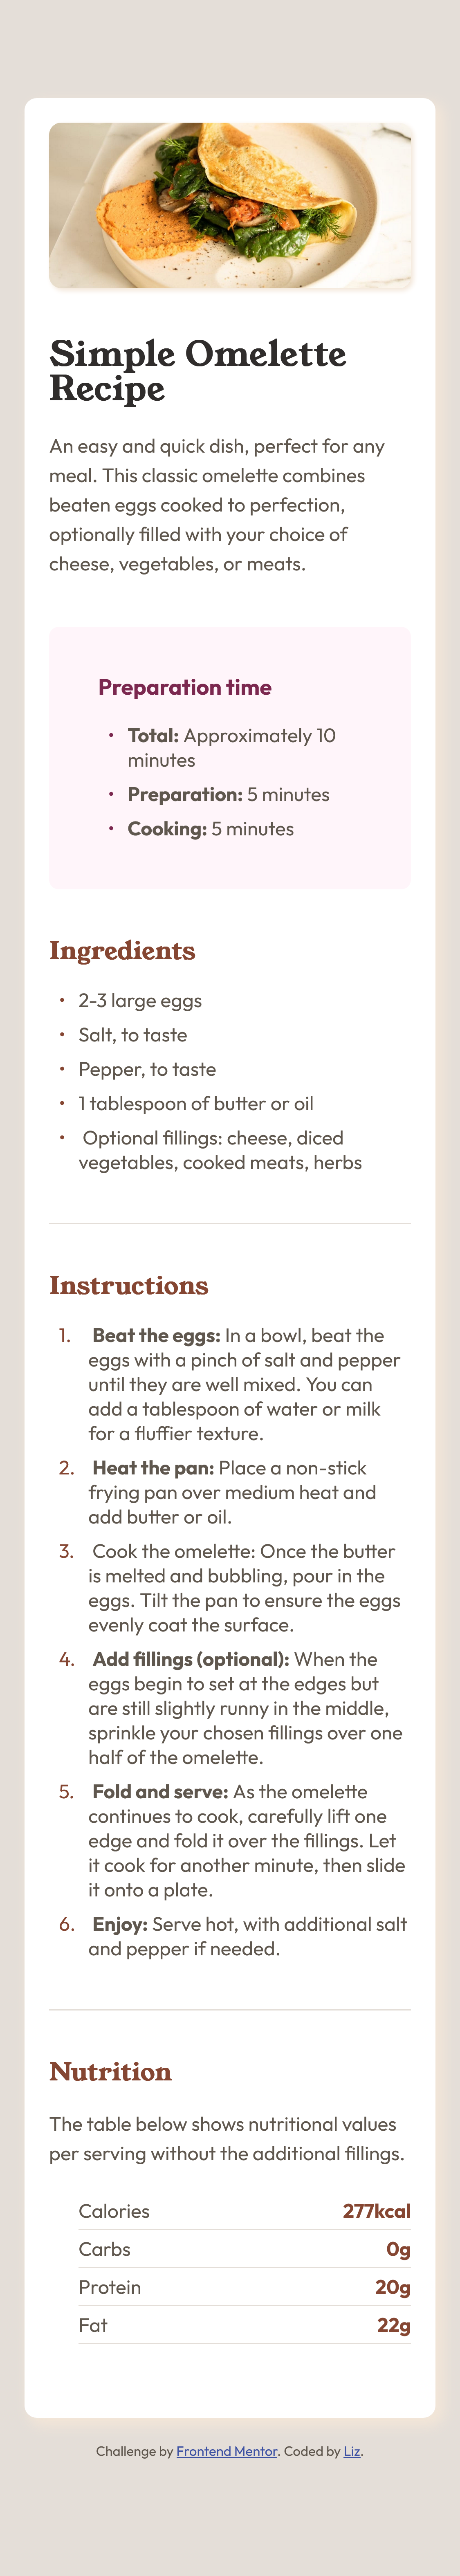 Simple Omelette
Recipe
An easy and quick dish, perfect for any
meal. This classic omelette combines
beaten eggs cooked to perfection,
optionally filled with your choice of
cheese, vegetables, or meats.
Preparation time
• Total: Approximately 10
minutes
• Preparation: 5 minutes
• Cooking: 5 minutes
Ingredients
• 2-3 large eggs
• Salt, to taste
• Pepper, to taste
• 1 tablespoon of butter or oil
• Optional fillings: cheese, diced
vegetables, cooked meats, herbs
Instructions
1. Beat the eggs: In a bowl, beat the
eggs with a pinch of salt and pepper
until they are well mixed. You can
add a tablespoon of water or milk
for a fluffier texture.
2. Heat the pan: Place a non-stick
frying pan over medium heat and
add butter or oil.
3. Cook the omelette: Once the butter
is melted and bubbling, pour in the
eggs. Tilt the pan to ensure the eggs
evenly coat the surface.
4. Add fillings (optional): When the
eggs begin to set at the edges but
are still slightly runny in the middle,
sprinkle your chosen fillings over one
half of the omelette.
5. Fold and serve: As the omelette
continues to cook, carefully lift one
edge and fold it over the fillings. Let
it cook for another minute, then slide
it onto a plate.
6. Enjoy: Serve hot, with additional salt
and pepper if needed.
Nutrition
The table below shows nutritional values
per serving without the additional fillings.
Calories 277kcal
Carbs 0g
Protein 20g
Fat 22g
Challenge by Frontend Mentor. Coded by Liz.